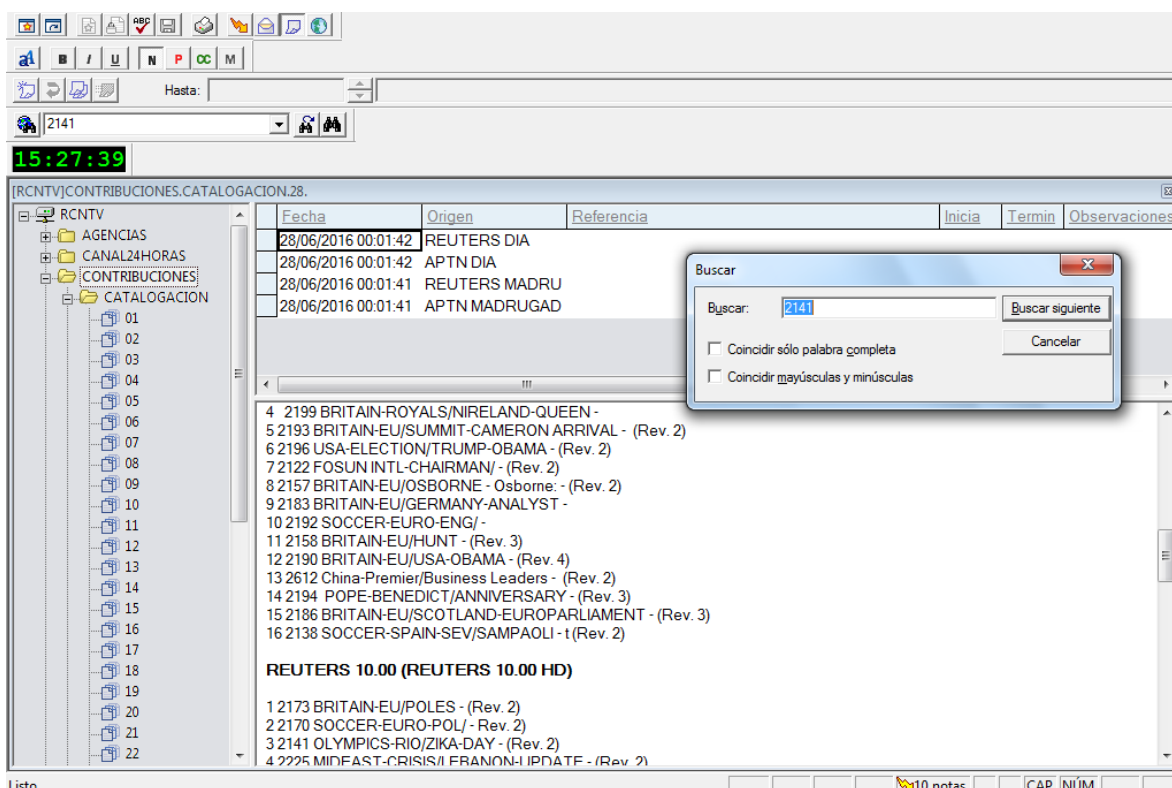 ABC
a B I U N P CC M
Hasta:
2141
15:27:39
[RCNTV]CONTRIBUCIONES.CATALOGACION.28.
RCNTV
AGENCIAS
CANAL24HORAS
CONTRIBUCIONES
CATALOGACION
01
02
03
04
05
06
07
08
09
10
11
12
13
14
15
16
17
18
19
20
21
22
Fecha Origen Referencia Inicia Termin Observaciones
28/06/2016 00:01:42 REUTERS DIA
28/06/2016 00:01:42 APTN DIA
28/06/2016 00:01:41 REUTERS MADRU
28/06/2016 00:01:41 APTN MADRUGAD
Buscar
Buscar: 2141 Buscar siguiente
Cancelar
Coincidir sólo palabra completa
Coincidir mayúsculas y minúsculas
4 2199 BRITAIN-ROYALS/NIRELAND-QUEEN -
5 2193 BRITAIN-EU/SUMMIT-CAMERON ARRIVAL - (Rev. 2)
6 2196 USA-ELECTION/TRUMP-OBAMA - (Rev. 2)
7 2122 FOSUN INTL-CHAIRMAN/ - (Rev. 2)
8 2157 BRITAIN-EU/OSBORNE - Osborne: - (Rev. 2)
9 2183 BRITAIN-EU/GERMANY-ANALYST -
10 2192 SOCCER-EURO-ENG/ -
11 2158 BRITAIN-EU/HUNT - (Rev. 3)
12 2190 BRITAIN-EU/USA-OBAMA - (Rev. 4)
13 2612 China-Premier/Business Leaders - (Rev. 2)
14 2194 POPE-BENEDICT/ANNIVERSARY - (Rev. 3)
15 2186 BRITAIN-EU/SCOTLAND-EUROPARLIAMENT - (Rev. 3)
16 2138 SOCCER-SPAIN-SEV/SAMPAOLI - t (Rev. 2)
REUTERS 10.00 (REUTERS 10.00 HD)
1 2173 BRITAIN-EU/POLES - (Rev. 2)
2 2170 SOCCER-EURO-POL/ - Rev. 2)
3 2141 OLYMPICS-RIO/ZIKA-DAY - (Rev. 2)
4 2225 MIDEAST-CRISIS/LEBANON-UPDATE - (Rev. 2)
Listo 10 notas CAP NÚM